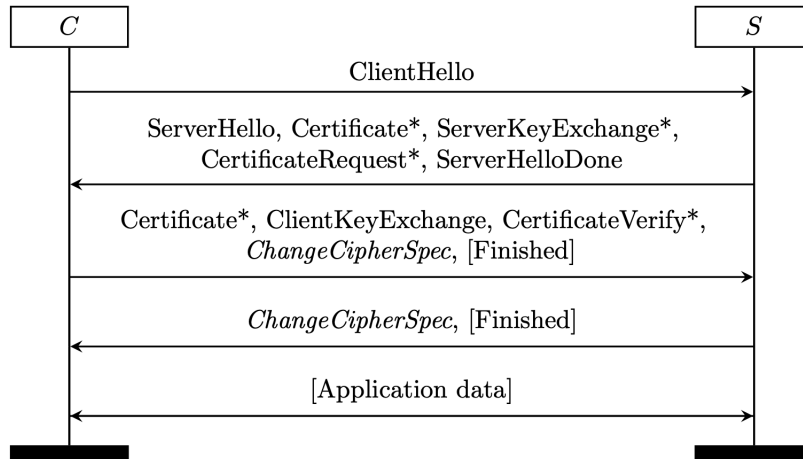 C
S
ClientHello
ServerHello, Certificate*, ServerKeyExchange*,
CertificateRequest*, ServerHelloDone
Certificate*, ClientKeyExchange, CertificateVerify*,
ChangeCipherSpec, [Finished]
ChangeCipherSpec, [Finished]
[Application data]